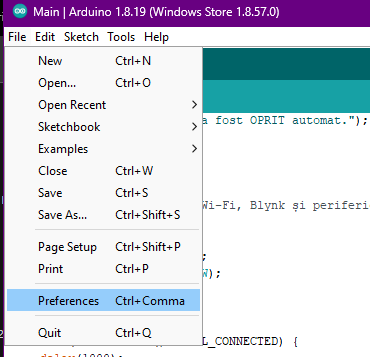 Main | Arduino 1.8.19 (Windows Store 1.8.57.0)
File Edit Sketch Tools Help
New Ctrl+N
Open... Ctrl+O
Open Recent
Sketchbook
Examples
Close Ctrl+W
Save Ctrl+S
Save As... Ctrl+Shift+S
Page Setup Ctrl+Shift+P
Print Ctrl+P
Preferences Ctrl+Comma
Quit Ctrl+Q
a fost OPRIT automat.");
Wi-Fi, Blynk și periferi
);
L_CONNECTED) {